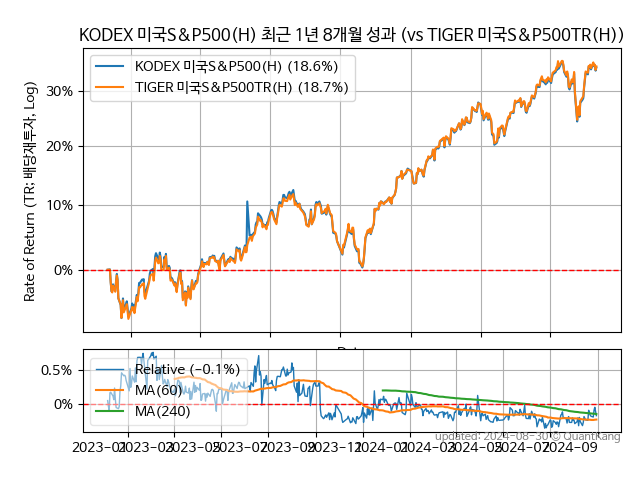 KODEX 미국S&P500(H) 최근 1년 8개월 성과 (vs TIGER 미국S&P500TR(H))
Rate of Return (TR: 배당재투자, Log)
KODEX 미국S&P500(H) (18.6%)
TIGER 미국S&P500TR(H) (18.7%)
30%
20%
10%
0%
0.5%
0%
Relative (−0.1%)
MA(60)
MA(240)
updated: 2024-08-30 © QuantKang
2023-01 2023-03 2023-05 2023-07 2023-09 2023-11 2024-01 2024-03 2024-05 2024-07 2024-09